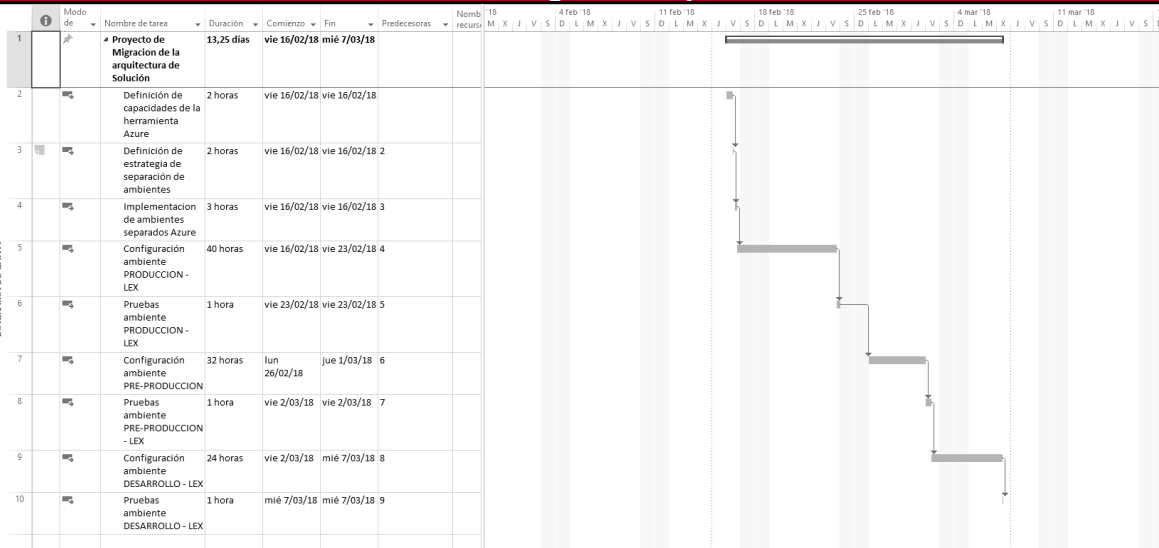 Modo de
Nombre de tarea
Duración
Comienzo
Fin
Predecesoras
Nomb
recurs
'18
4 feb '18
11 feb '18
18 feb '18
25 feb '18
4 mar '18
11 mar '18
M X J V S D L M X J V S D L M X J V S D L M X J V S D L M X J V S D L M X J V S D L M X J V S
1 Proyecto de 13,25 días vie 16/02/18 mié 7/03/18
Migracion de la
arquitectura de
Solución
2 Definición de 2 horas vie 16/02/18 vie 16/02/18
capacidades de la
herramienta
Azure
3 Definición de 2 horas vie 16/02/18 vie 16/02/18 2
estrategia de
separación de
ambientes
4 Implementacion 3 horas vie 16/02/18 vie 16/02/18 3
de ambientes
separados Azure
5 Configuración 40 horas vie 16/02/18 vie 23/02/18 4
ambiente
PRODUCCION -
LEX
6 Pruebas 1 hora vie 23/02/18 vie 23/02/18 5
ambiente
PRODUCCION -
LEX
7 Configuración 32 horas lun jue 1/03/18 6
ambiente 26/02/18
PRE-PRODUCCION
8 Pruebas 1 hora vie 2/03/18 vie 2/03/18 7
ambiente
PRE-PRODUCCION
- LEX
9 Configuración 24 horas vie 2/03/18 mié 7/03/18 8
ambiente
DESARROLLO - LEX
10 Pruebas 1 hora mié 7/03/18 mié 7/03/18 9
ambiente
DESARROLLO - LEX